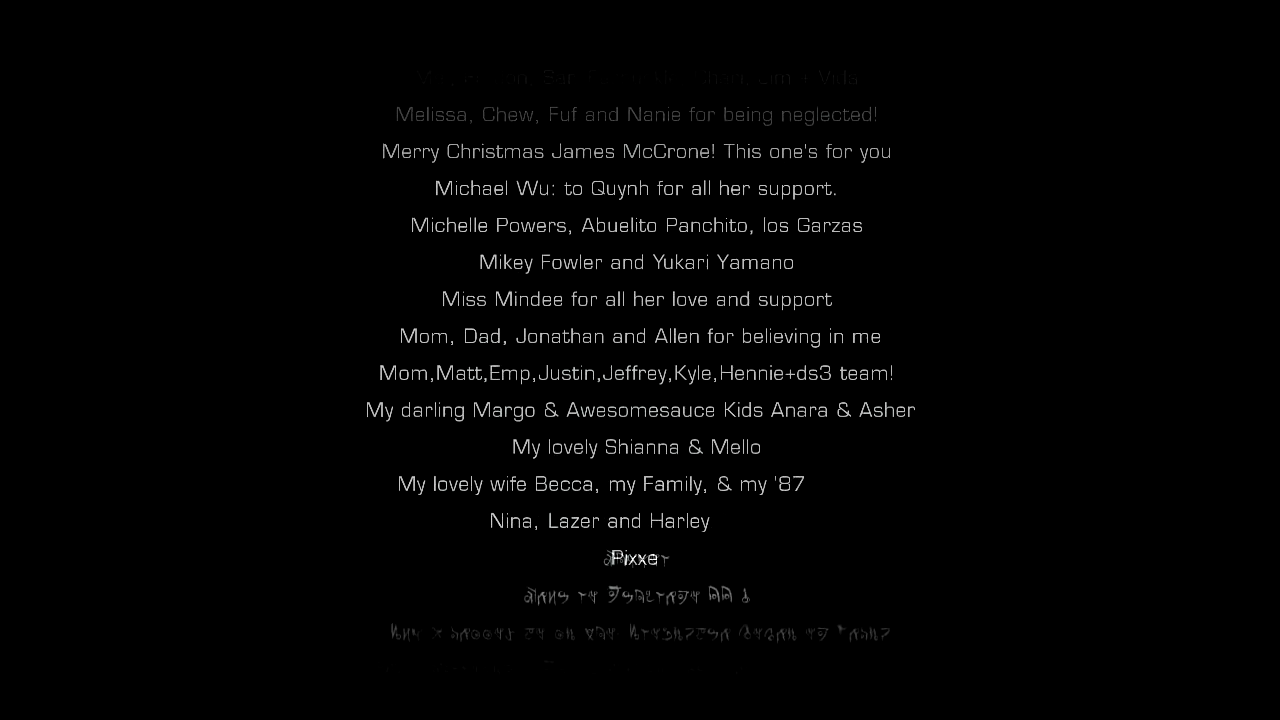 Melissa, Chew, Fuf and Nanie for being neglected!
Merry Christmas James McCrone! This one's for you
Michael Wu: to Quynh for all her support.
Michelle Powers, Abuelito Panchito, los Garzas
Mikey Fowler and Yukari Yamano
Miss Mindee for all her love and support
Mom, Dad, Jonathan and Allen for believing in me
Mom,Matt,Emp,Justin,Jeffrey,Kyle,Hennie+ds3 team!
My darling Margo & Awesomesauce Kids Anara & Asher
My lovely Shianna & Mello
My lovely wife Becca, my Family, & my '87
Nina, Lazer and Harley